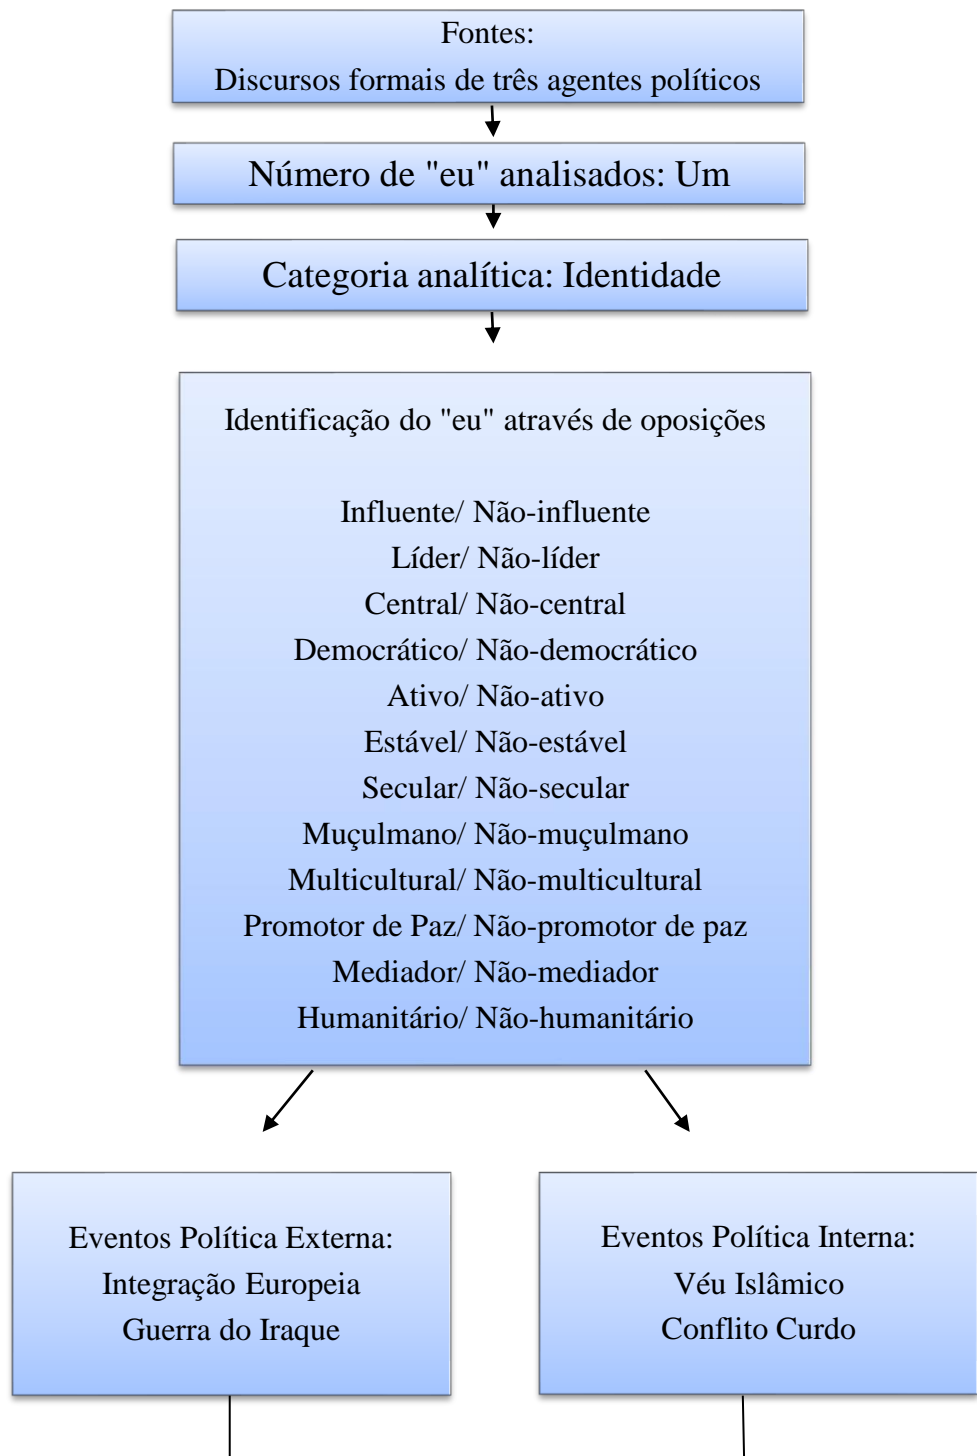 Fontes:
Discursos formais de três agentes políticos
Número de "eu" analisados: Um
Categoria analítica: Identidade
Identificação do "eu" através de oposições
Influente/ Não-influente
Líder/ Não-líder
Central/ Não-central
Democrático/ Não-democrático
Ativo/ Não-ativo
Estável/ Não-estável
Secular/ Não-secular
Muçulmano/ Não-muçulmano
Multicultural/ Não-multicultural
Promotor de Paz/ Não-promotor de paz
Mediador/ Não-mediador
Humanitário/ Não-humanitário
Eventos Política Externa:
Integração Europeia
Guerra do Iraque
Eventos Política Interna:
Véu Islâmico
Conflito Curdo